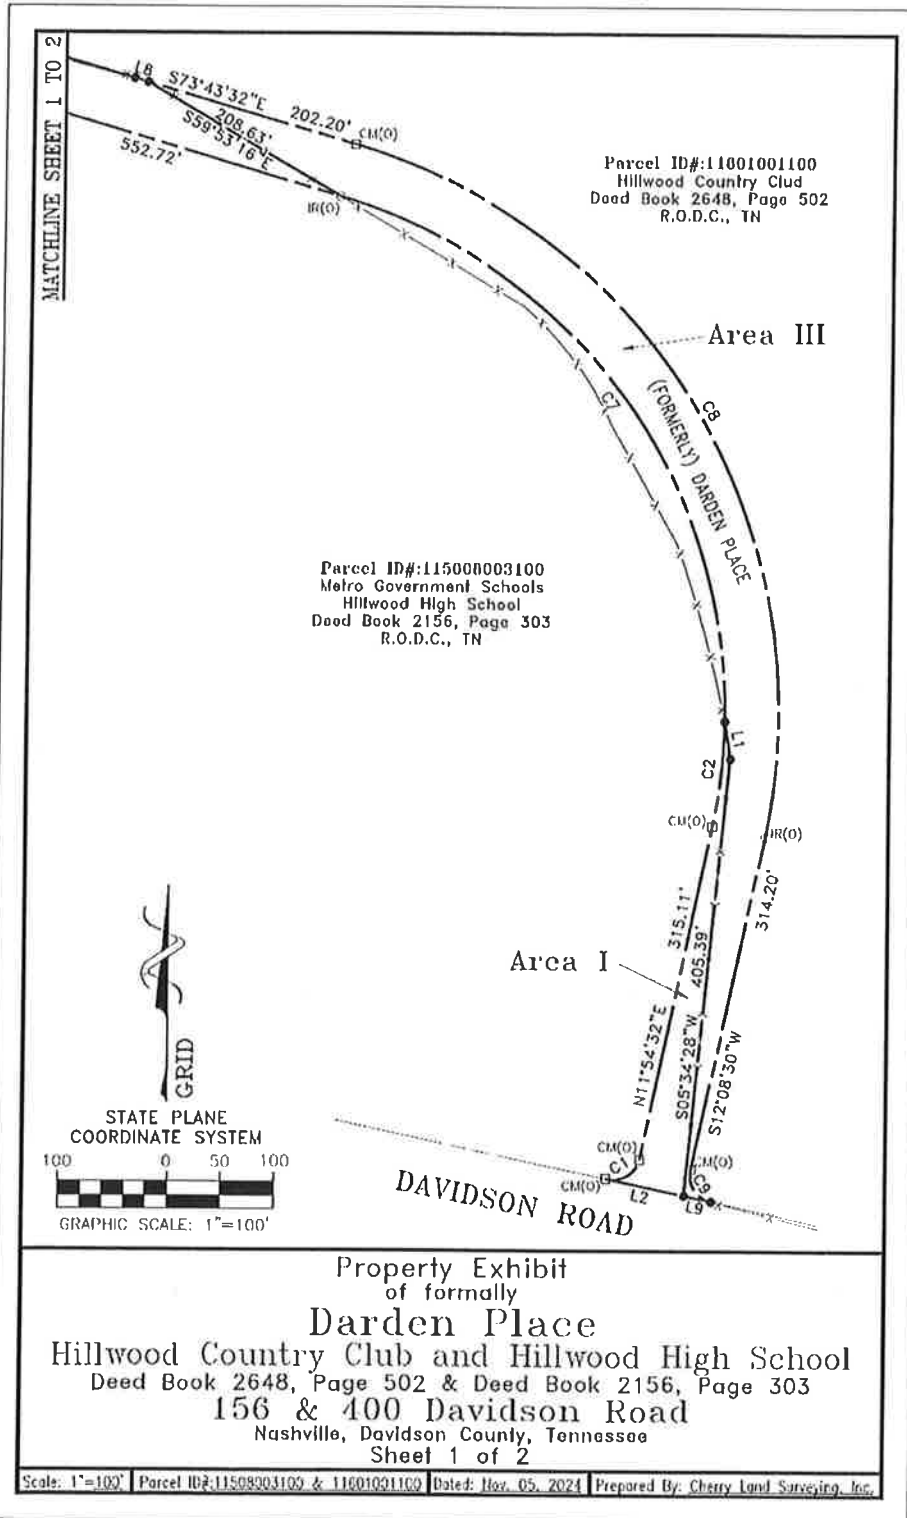 MATCHLINE SHEET 1 TO 2
L8
S73°43'32"E 202.20'
CM(O)
208.63'
S59°53'16"E
552.72'
IR(O)
Parcel ID#:11601001100
Hillwood Country Clud
Deed Book 2648, Page 502
R.O.D.C., TN
Area III
C7
C8
(FORMERLY) DARDEN PLACE
Parcel ID#:115008003100
Metro Government Schools
Hillwood High School
Deed Book 2156, Page 303
R.O.D.C., TN
L1
C2
CM(O)
IR(O)
315.11'
405.39'
314.20'
Area I
N11°54'32"E
S05°34'28"W
S12°08'30"W
GRID
STATE PLANE
COORDINATE SYSTEM
100 0 50 100
GRAPHIC SCALE: 1"=100'
CM(O)
C1
CM(O)
CM(O)
C9
L2
L9
DAVIDSON ROAD
Property Exhibit
of formally
Darden Place
Hillwood Country Club and Hillwood High School
Deed Book 2648, Page 502 & Deed Book 2156, Page 303
156 & 400 Davidson Road
Nashville, Davidson County, Tennessee
Sheet 1 of 2
Scale: 1"=100' Parcel ID#:11508003100 & 11601001100 Dated: Nov. 05, 2024 Prepared By: Cherry Land Surveying, Inc.